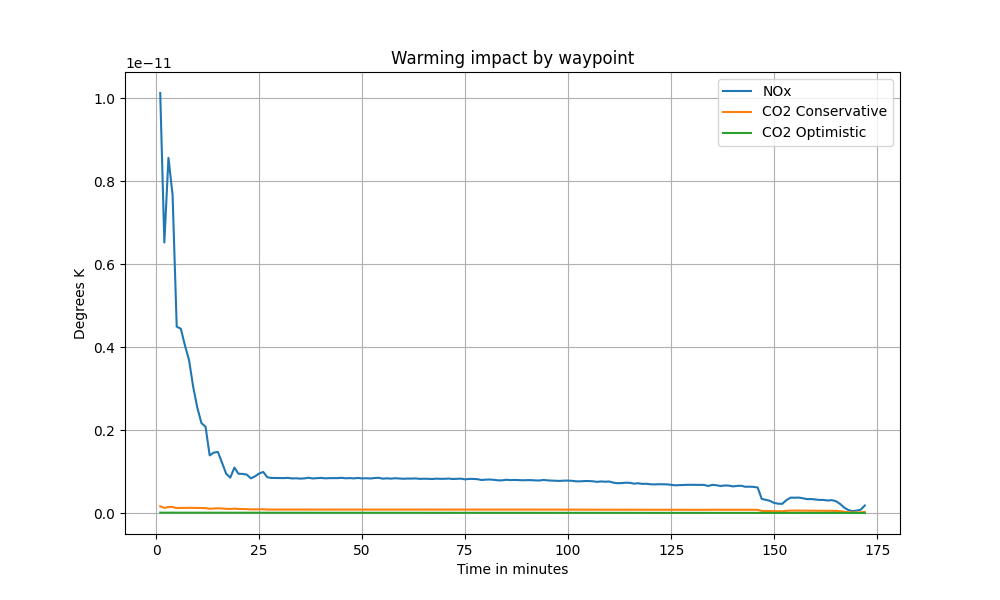 Warming impact by waypoint
1e−11
NOx
CO2 Conservative
CO2 Optimistic
1.0
0.8
0.6
0.4
0.2
0.0
Degrees K
0 25 50 75 100 125 150 175
Time in minutes